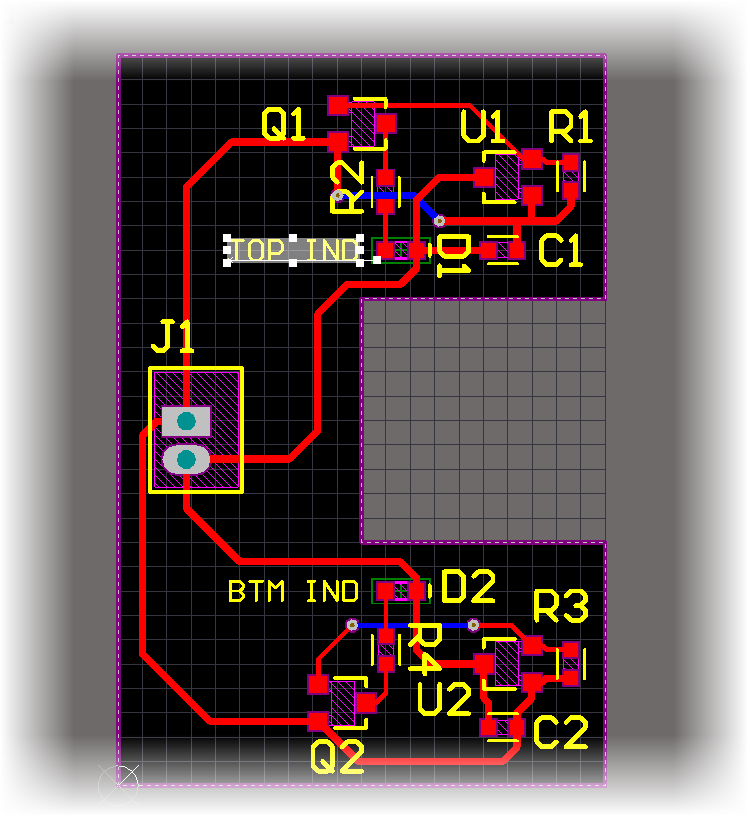 Q1
U1
R1
R2
TOP IND
D1
C1
J1
BTM IND
D2
R3
R4
U2
C2
Q2